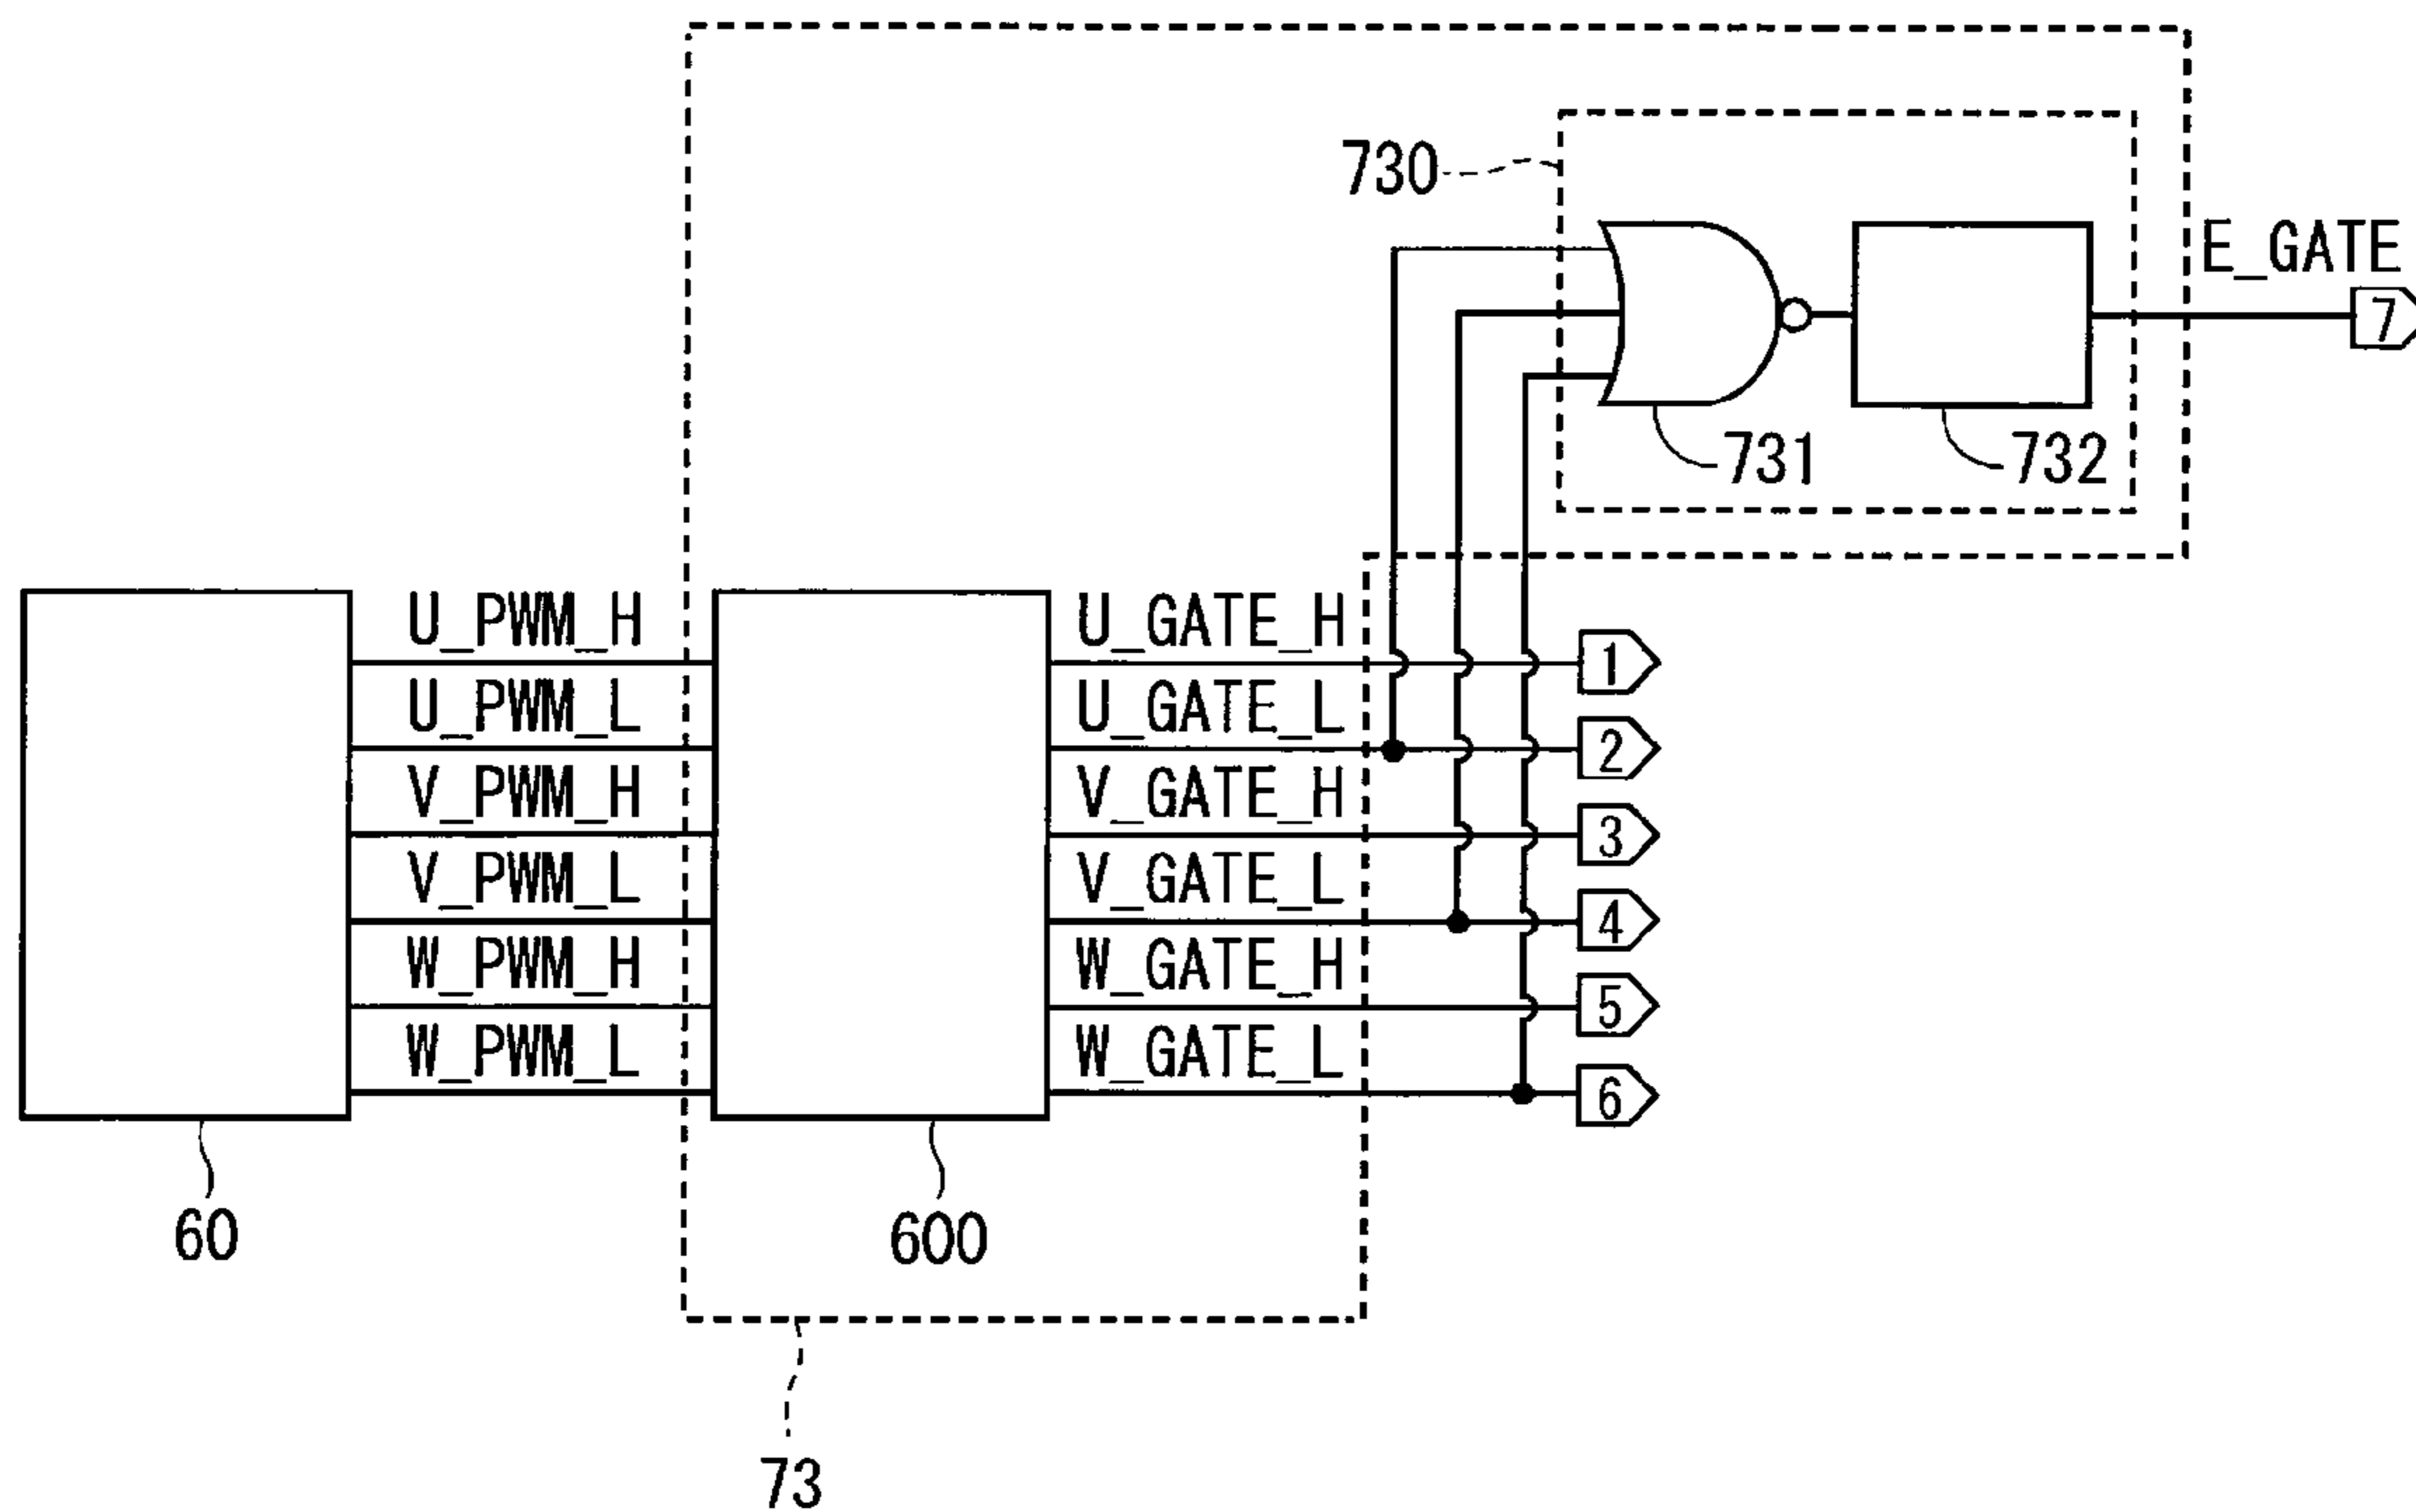 730
E_GATE
7
731
732
U_PWM_H
U_GATE_H
1
U_PWM_L
U_GATE_L
2
V_PWM_H
V_GATE_H
3
V_PWM_L
V_GATE_L
4
W_PWM_H
W_GATE_H
5
W_PWM_L
W_GATE_L
6
60
600
73